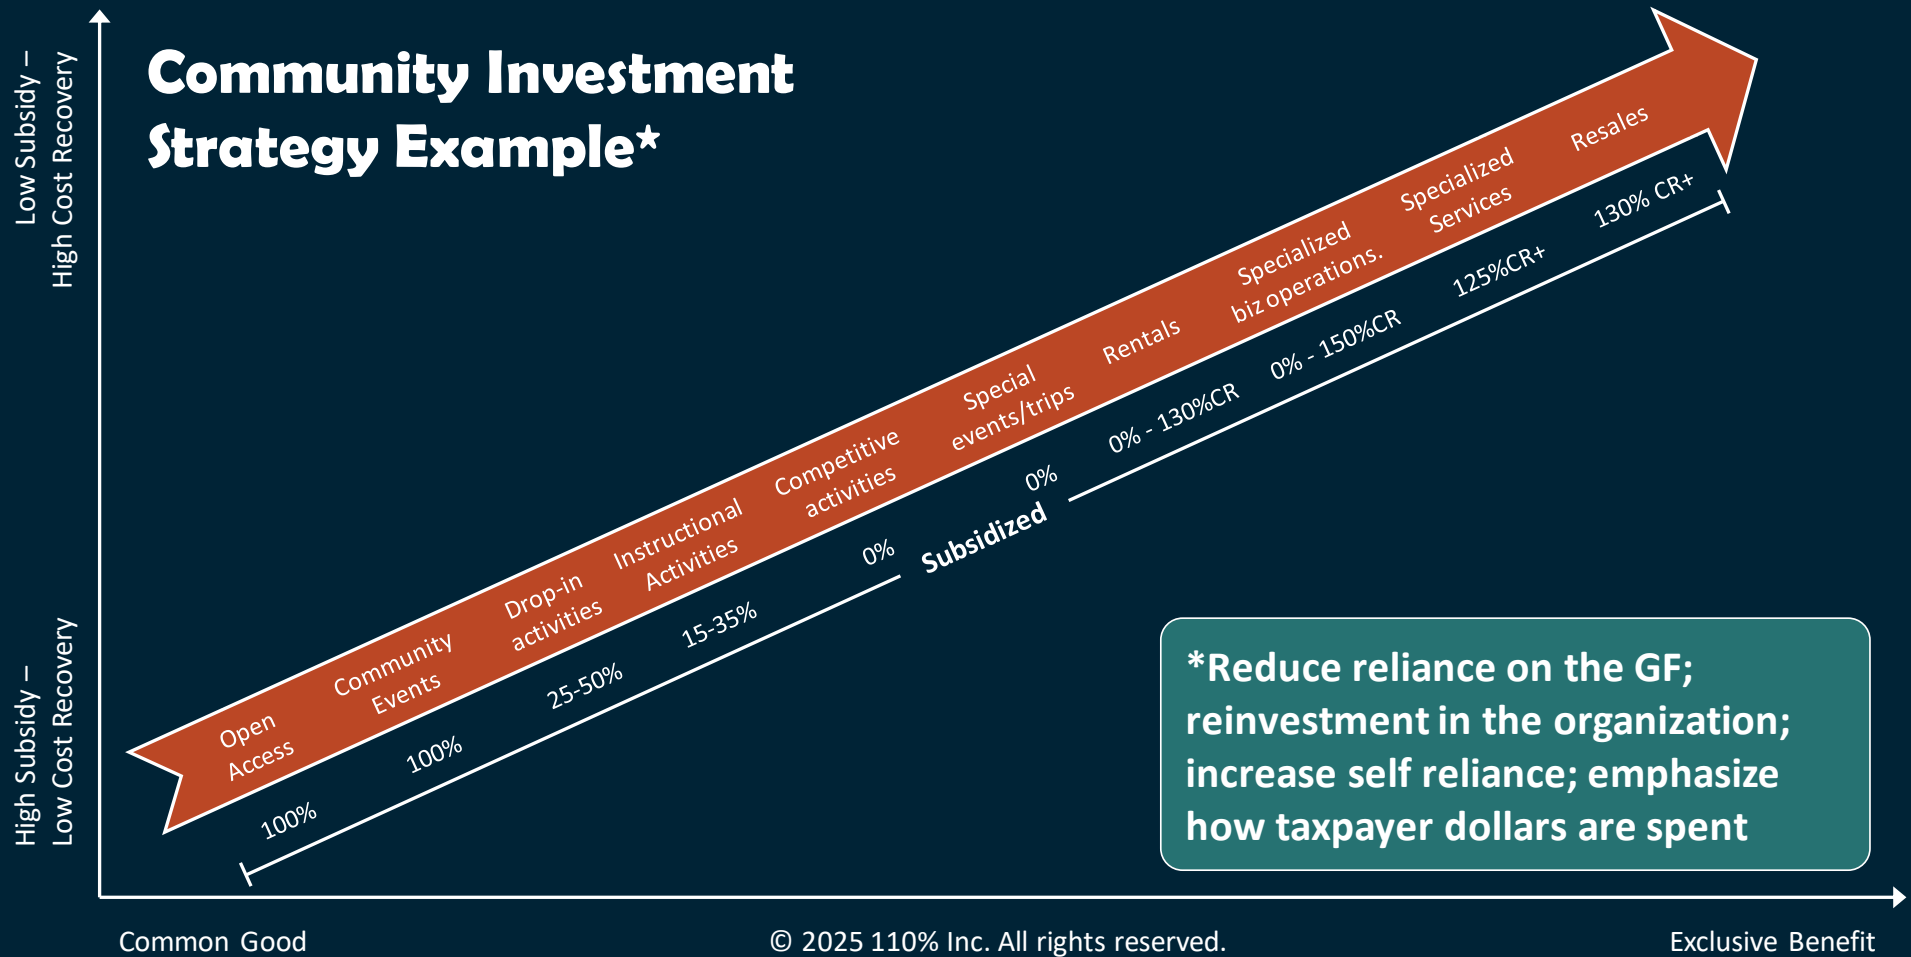 Community Investment
Strategy Example*
Low Subsidy –
High Cost Recovery
High Subsidy –
Low Cost Recovery
Open
Access
Community
Events
Drop-in
activities
Instructional
Activities
Competitive
activities
Special
events/trips
Rentals
Specialized
biz operations.
Specialized
Services
Resales
100%
100%
25-50%
15-35%
0%
0%
0% - 130%CR
0% - 150%CR
125%CR+
130% CR+
Subsidized
*Reduce reliance on the GF;
reinvestment in the organization;
increase self reliance; emphasize
how taxpayer dollars are spent
Common Good
© 2025 110% Inc. All rights reserved.
Exclusive Benefit